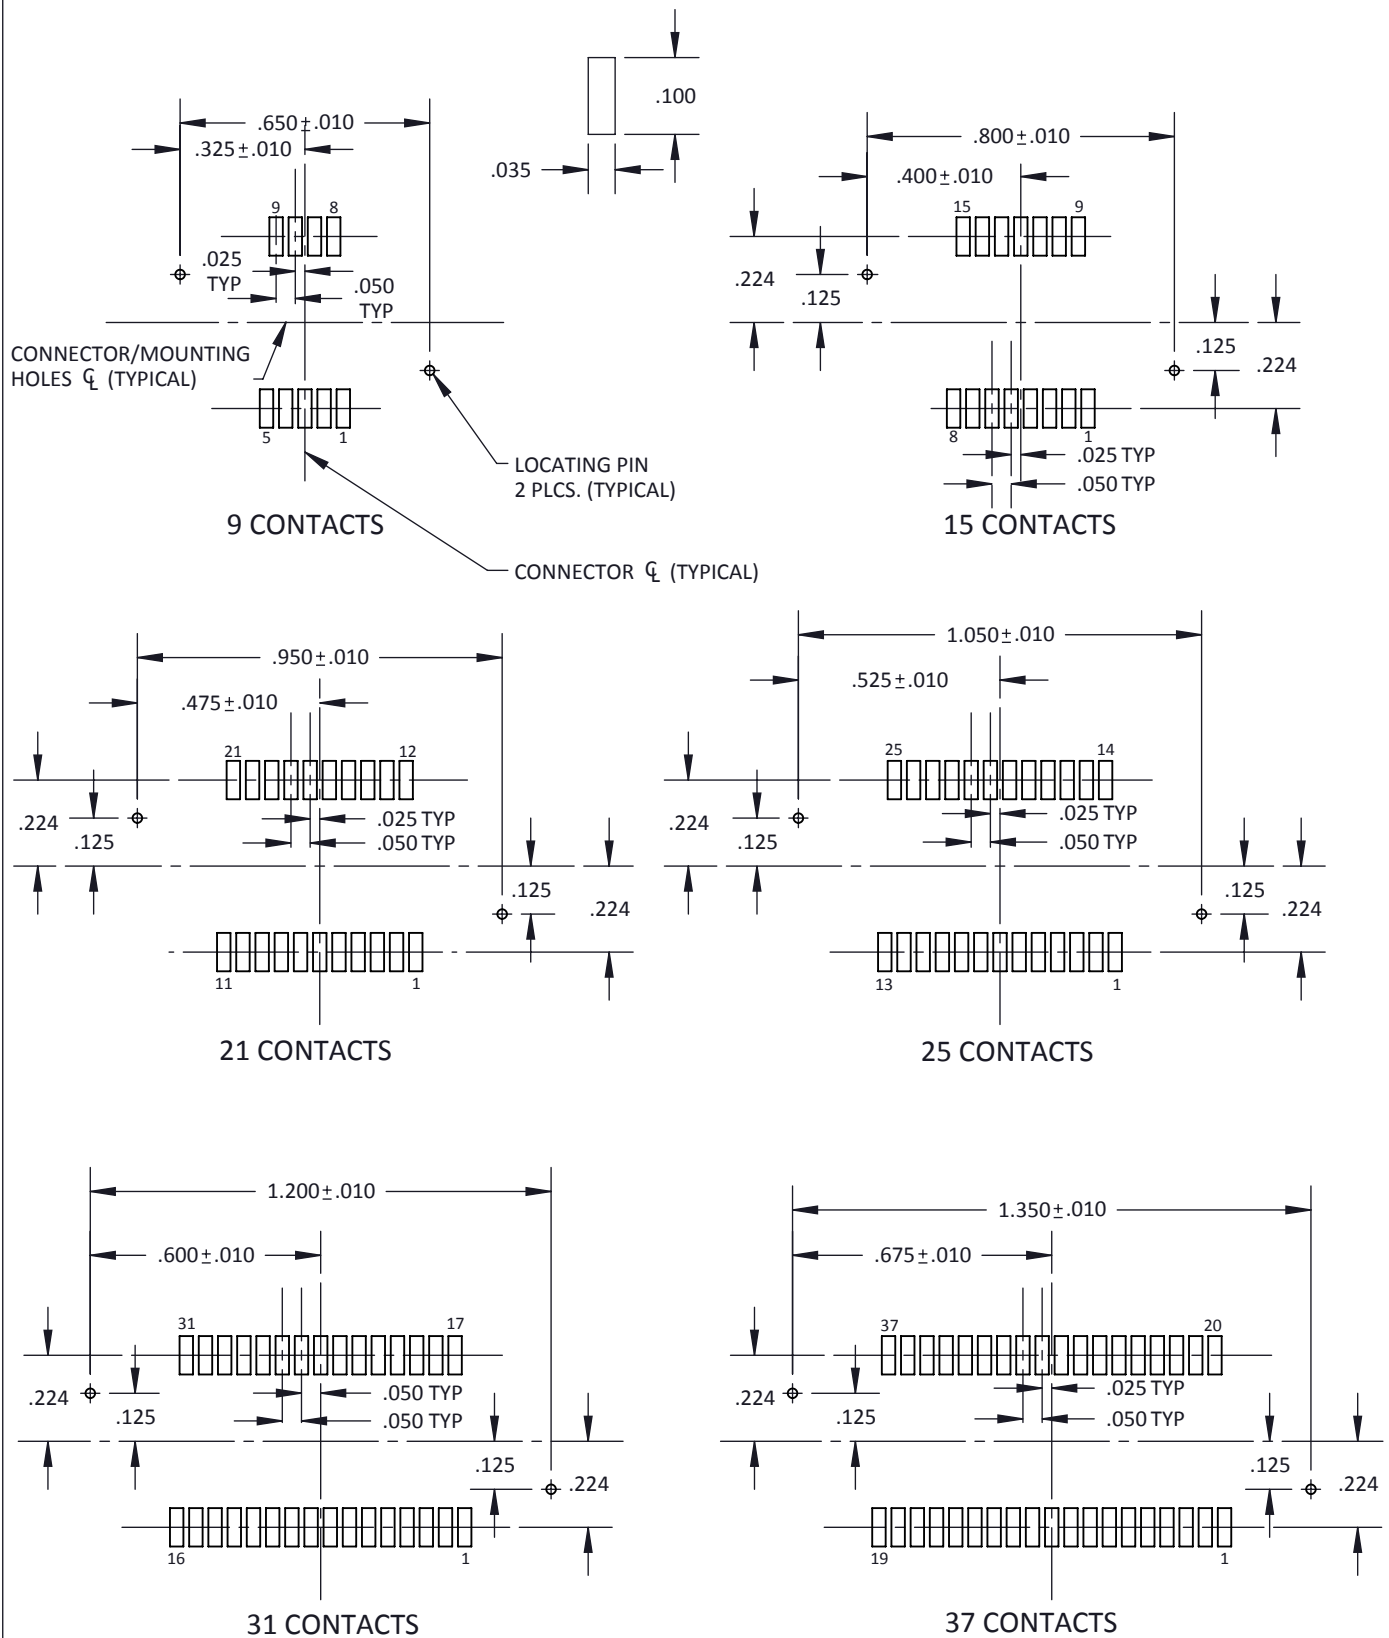 .100
.035
.650±.010
.325±.010
9 8
.025
TYP
.050
TYP
CONNECTOR/MOUNTING
HOLES ℄ (TYPICAL)
5 1
LOCATING PIN
2 PLCS. (TYPICAL)
9 CONTACTS
CONNECTOR ℄ (TYPICAL)
.800±.010
.400±.010
15 9
.224
.125
.125
.224
8 1
.025 TYP
.050 TYP
15 CONTACTS
.950±.010
.475±.010
21 12
.025 TYP
.050 TYP
.224
.125
.125
.224
11 1
21 CONTACTS
1.050±.010
.525±.010
25 14
.025 TYP
.050 TYP
.224
.125
.125
.224
13 1
25 CONTACTS
1.200±.010
.600±.010
31 17
.050 TYP
.050 TYP
.224
.125
.125
.224
16 1
31 CONTACTS
1.350±.010
.675±.010
37 20
.025 TYP
.050 TYP
.224
.125
.125
.224
19 1
37 CONTACTS